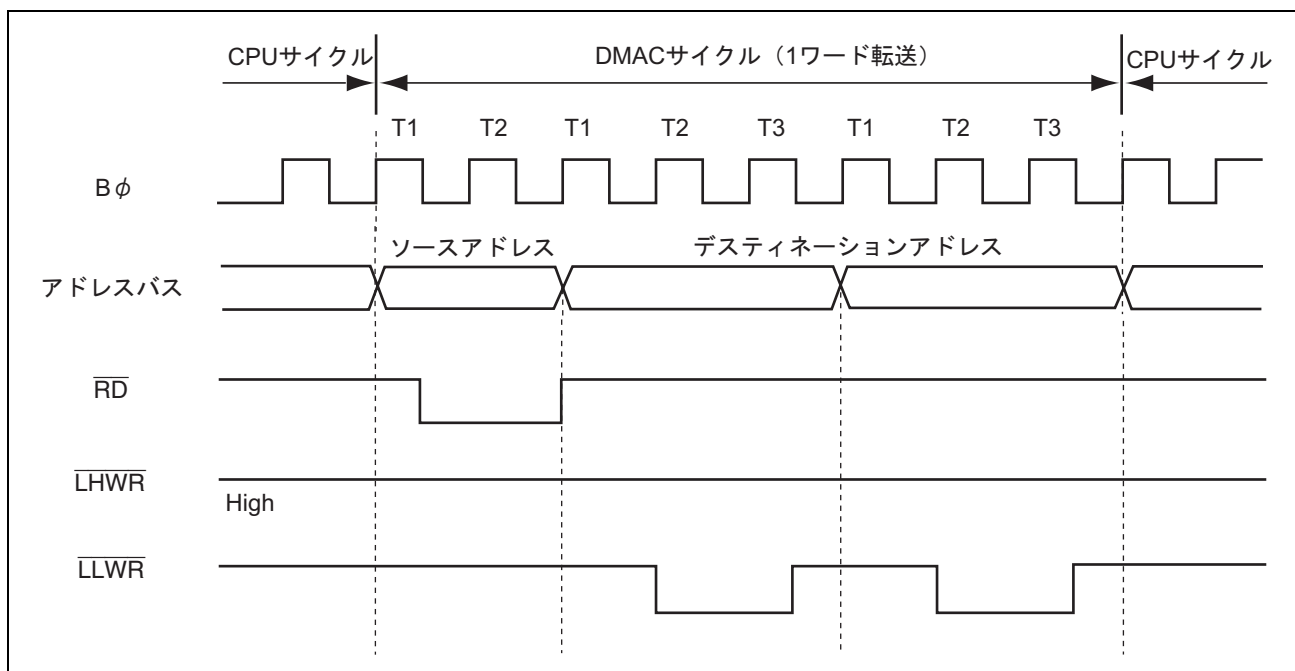 CPUサイクル DMACサイクル（1ワード転送） CPUサイクル
T1 T2 T1 T2 T3 T1 T2 T3
Bφ
ソースアドレス デスティネーションアドレス
アドレスバス
RD
LHWR
High
LLWR